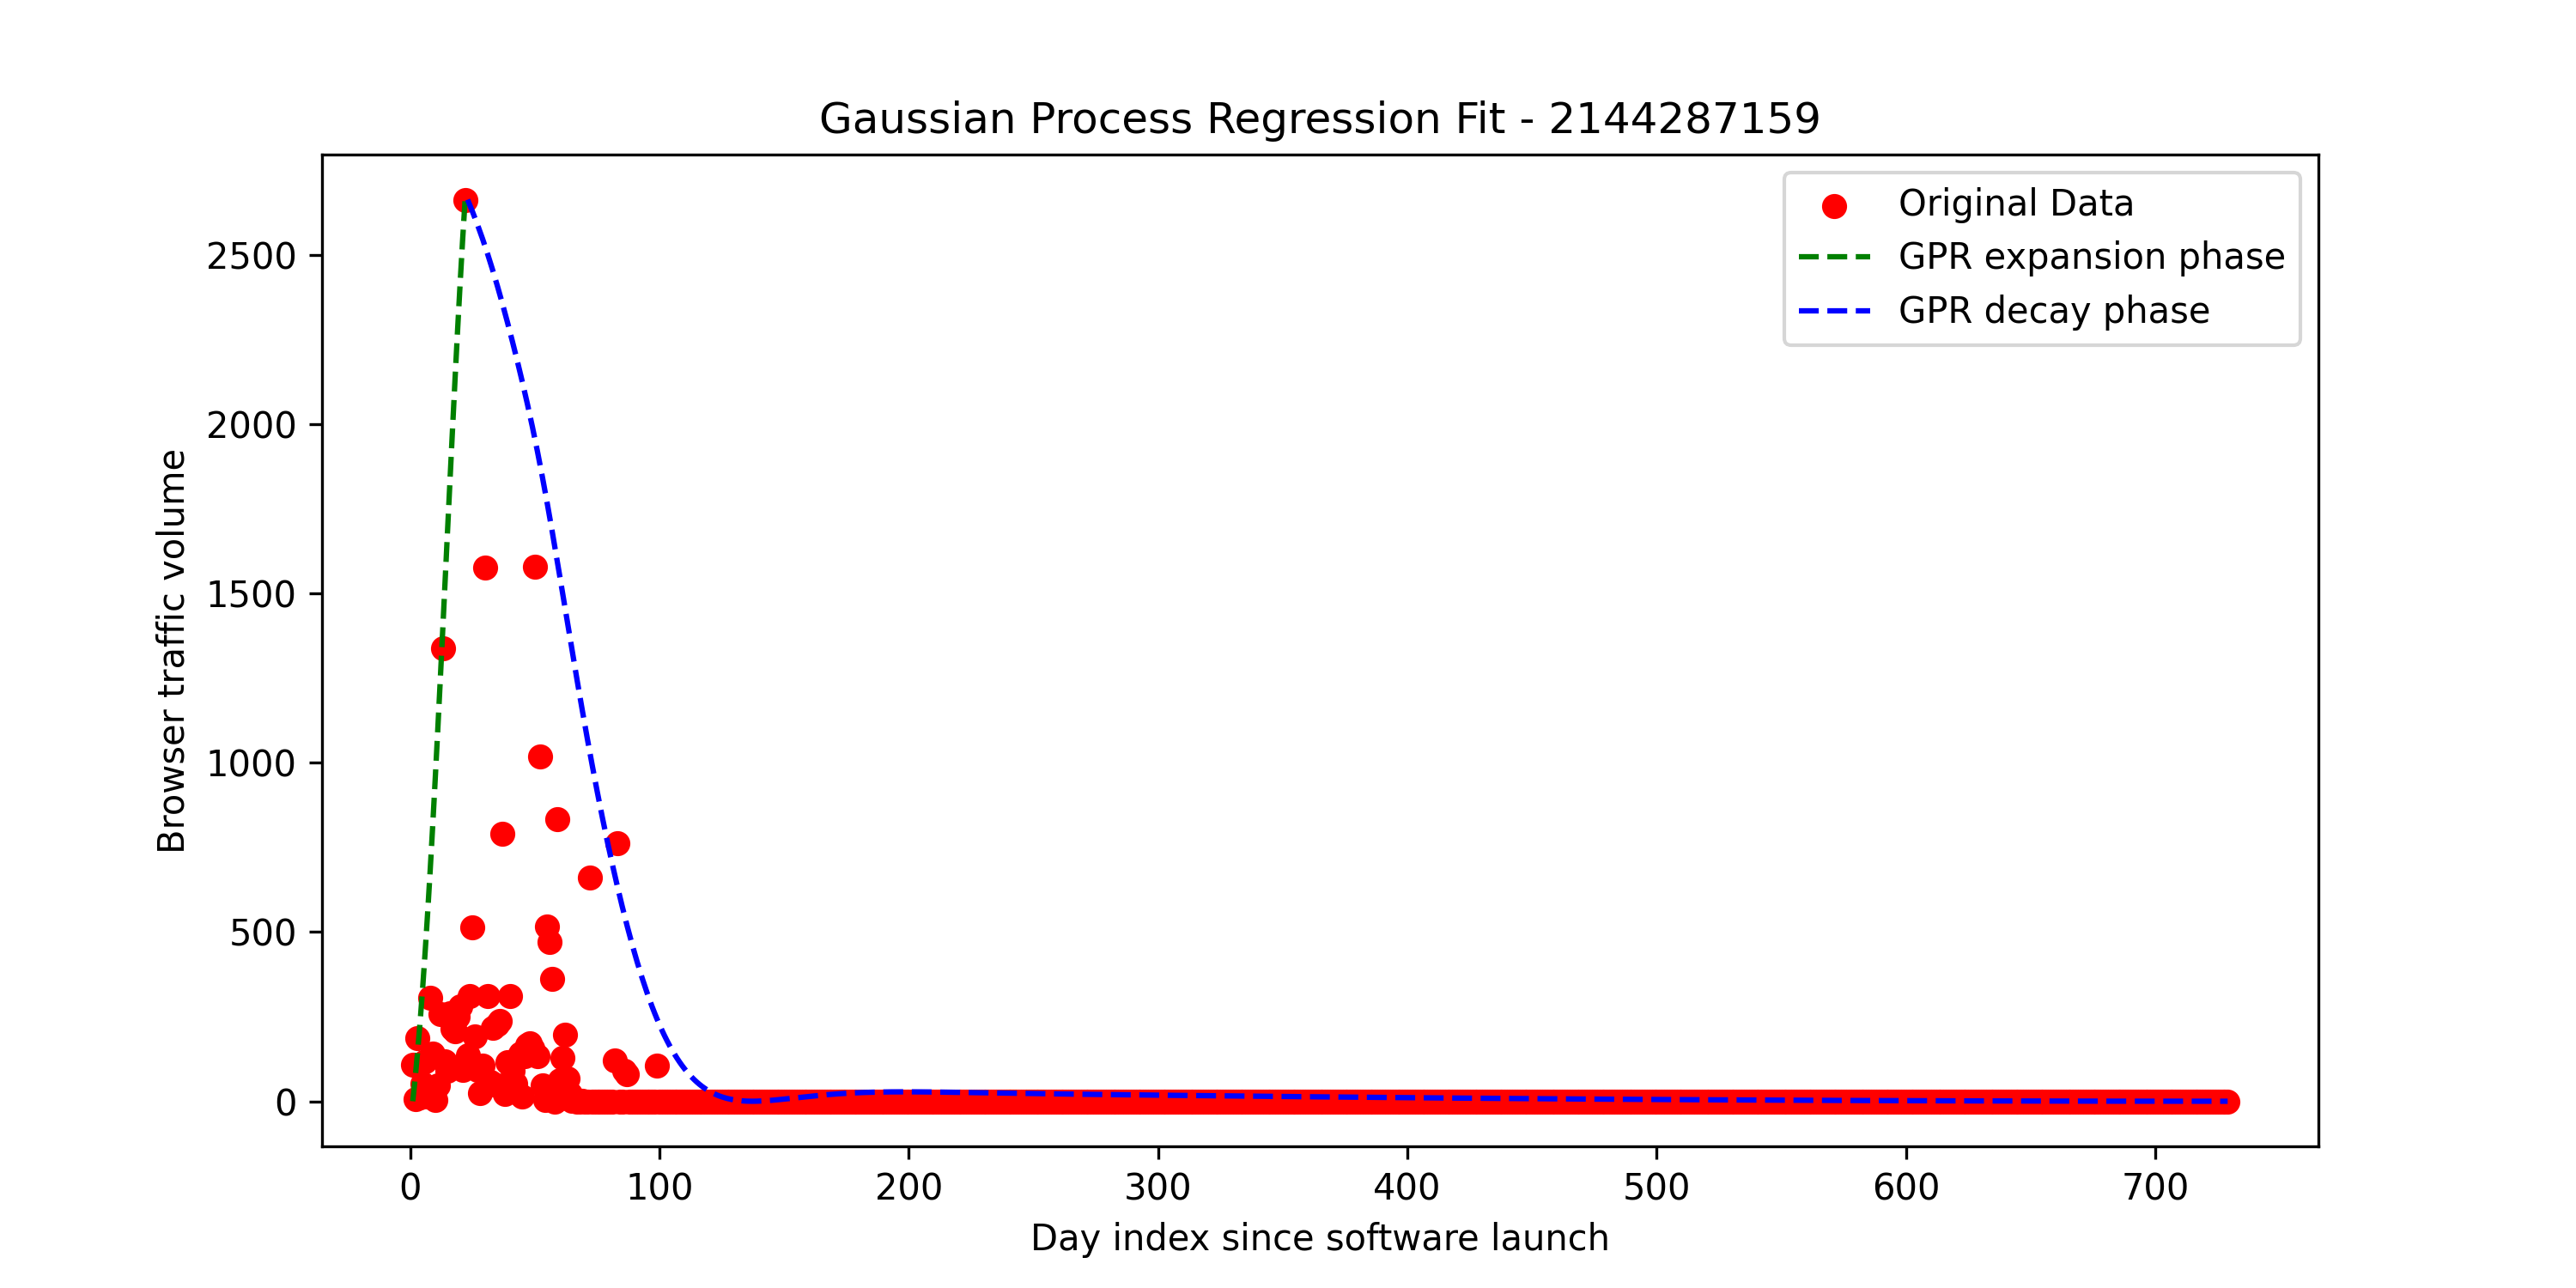 Gaussian Process Regression Fit - 2144287159
Original Data
GPR expansion phase
GPR decay phase
Browser traffic volume
2500
2000
1500
1000
500
0
0 100 200 300 400 500 600 700
Day index since software launch